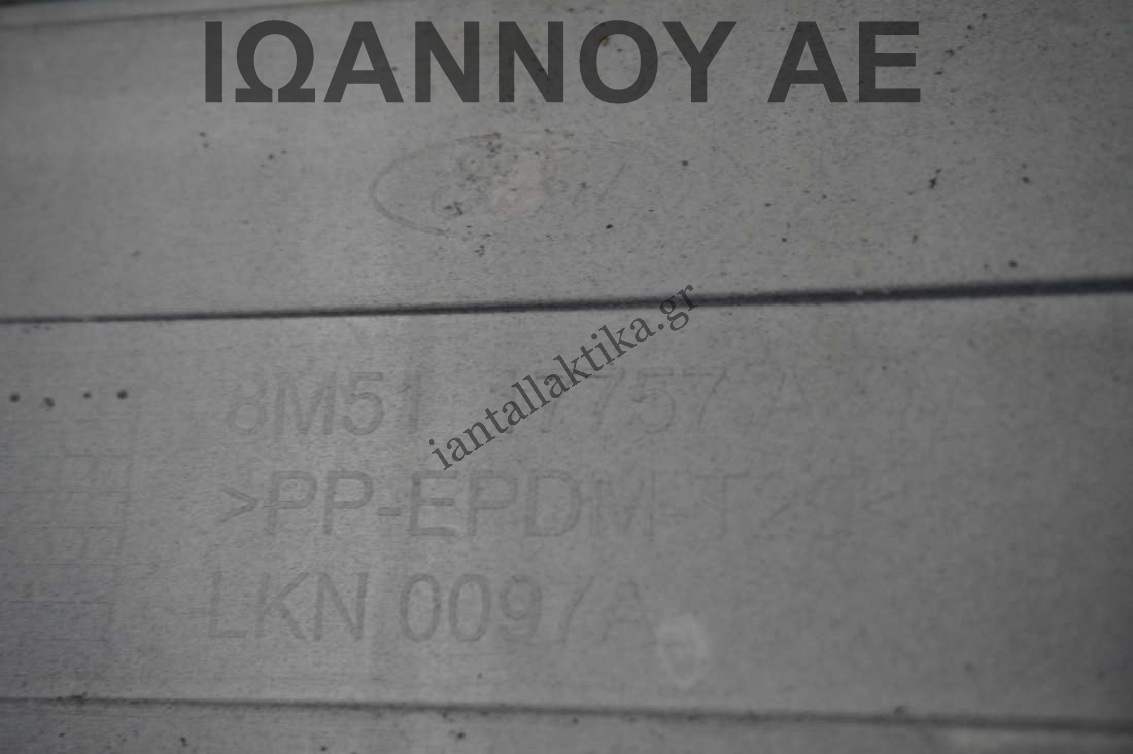 ΙΩΑΝΝΟΥ ΑΕ
iantallaktika.gr
8M51
>PP-EPDM-T20<
LKN 0097A